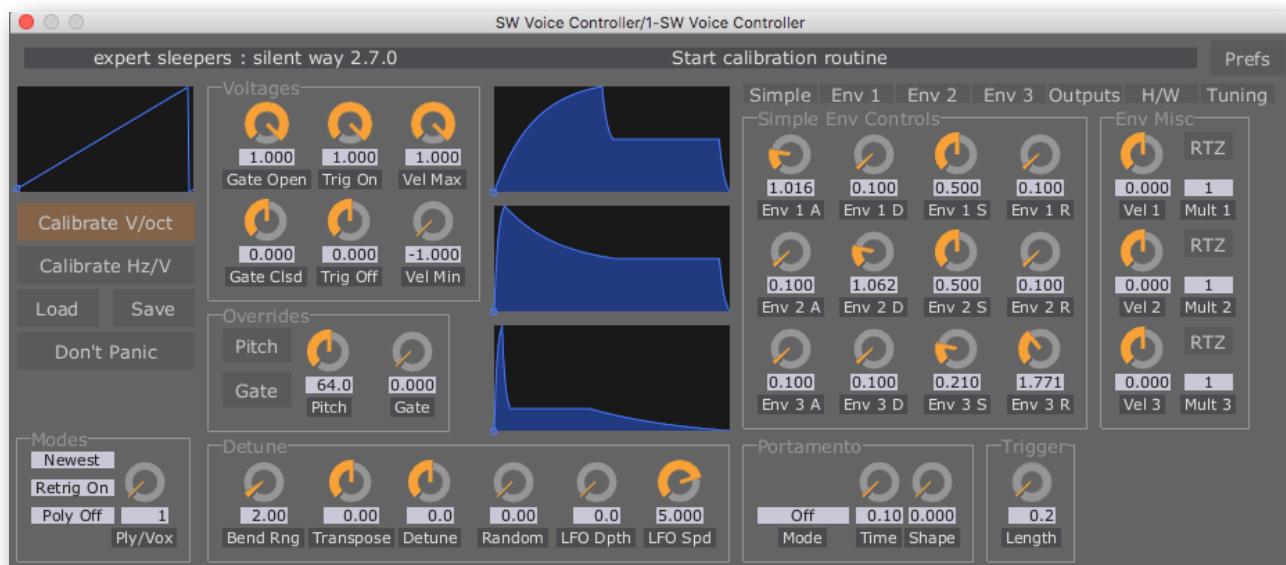 SW Voice Controller/1-SW Voice Controller
expert sleepers : silent way 2.7.0
Start calibration routine
Prefs
Calibrate V/oct
Calibrate Hz/V
Load Save
Don't Panic
Voltages
1.000 1.000 1.000
Gate Open Trig On Vel Max
0.000 0.000 -1.000
Gate Clsd Trig Off Vel Min
Overrides
Pitch
Gate
64.0 0.000
Pitch Gate
Simple Env 1 Env 2 Env 3 Outputs H/W Tuning
Simple Env Controls
1.016 0.100 0.500 0.100
Env 1 A Env 1 D Env 1 S Env 1 R
0.100 1.062 0.500 0.100
Env 2 A Env 2 D Env 2 S Env 2 R
0.100 0.100 0.210 1.771
Env 3 A Env 3 D Env 3 S Env 3 R
Env Misc
RTZ
0.000 1
Vel 1 Mult 1
RTZ
0.000 1
Vel 2 Mult 2
RTZ
0.000 1
Vel 3 Mult 3
Modes
Newest
Retrig On
Poly Off 1
Ply/Vox
Detune
2.00 0.00 0.0 0.00 0.0 5.000
Bend Rng Transpose Detune Random LFO Dpth LFO Spd
Portamento
Off 0.10 0.000
Mode Time Shape
Trigger
0.2
Length